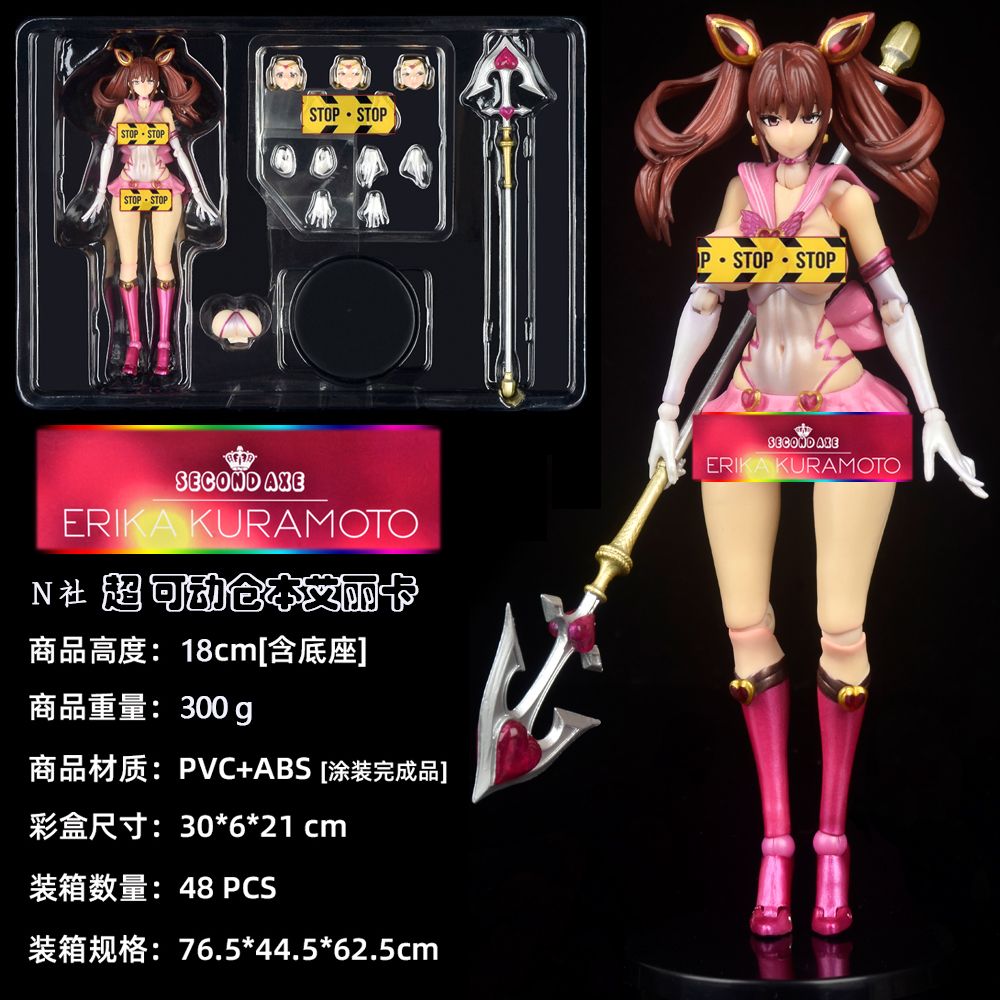 STOP • STOP
STOP • STOP
STOP • STOP
P • STOP • STOP
SECOND AXE
ERIKA KURAMOTO
SECOND AXE
ERIKA KURAMOTO
N社 超可动仓本艾丽卡
商品高度：18cm[含底座]
商品重量：300 g
商品材质：PVC+ABS [涂装完成品]
彩盒尺寸：30*6*21 cm
装箱数量：48 PCS
装箱规格：76.5*44.5*62.5cm